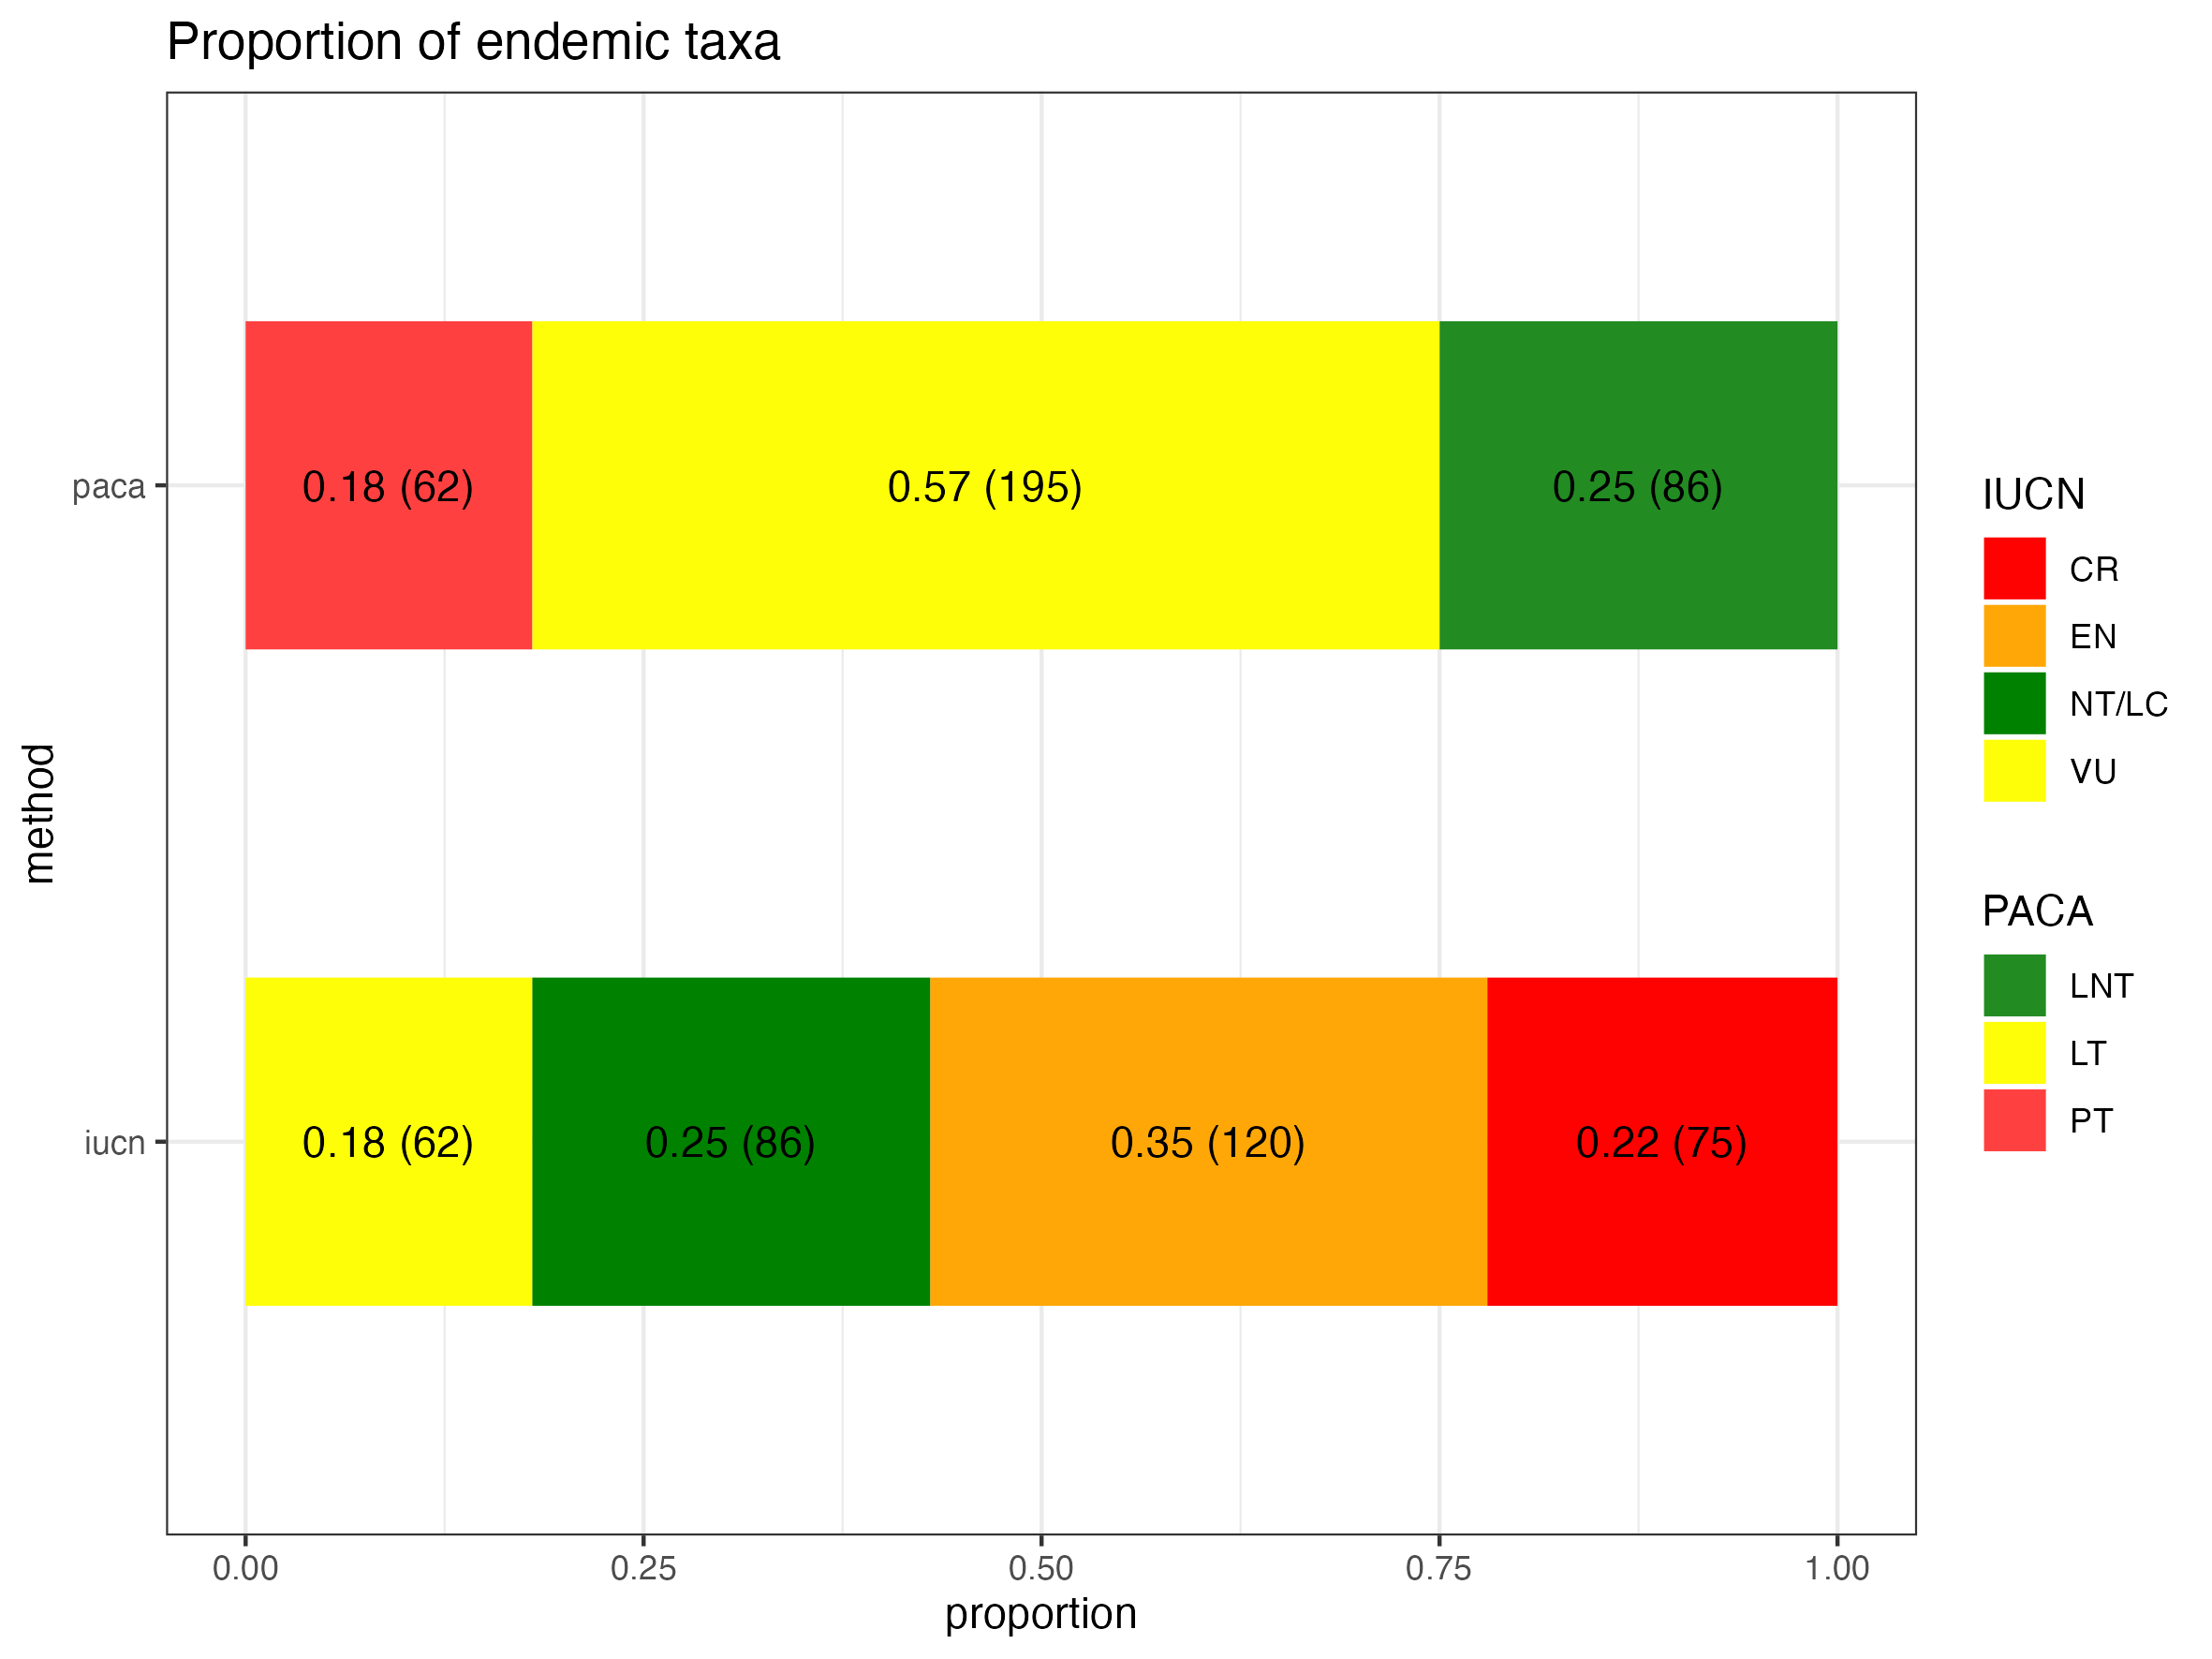 Proportion of endemic taxa
method
paca
0.18 (62)
0.57 (195)
0.25 (86)
iucn
0.18 (62)
0.25 (86)
0.35 (120)
0.22 (75)
0.00
0.25
0.50
0.75
1.00
proportion
IUCN
CR
EN
NT/LC
VU
PACA
LNT
LT
PT